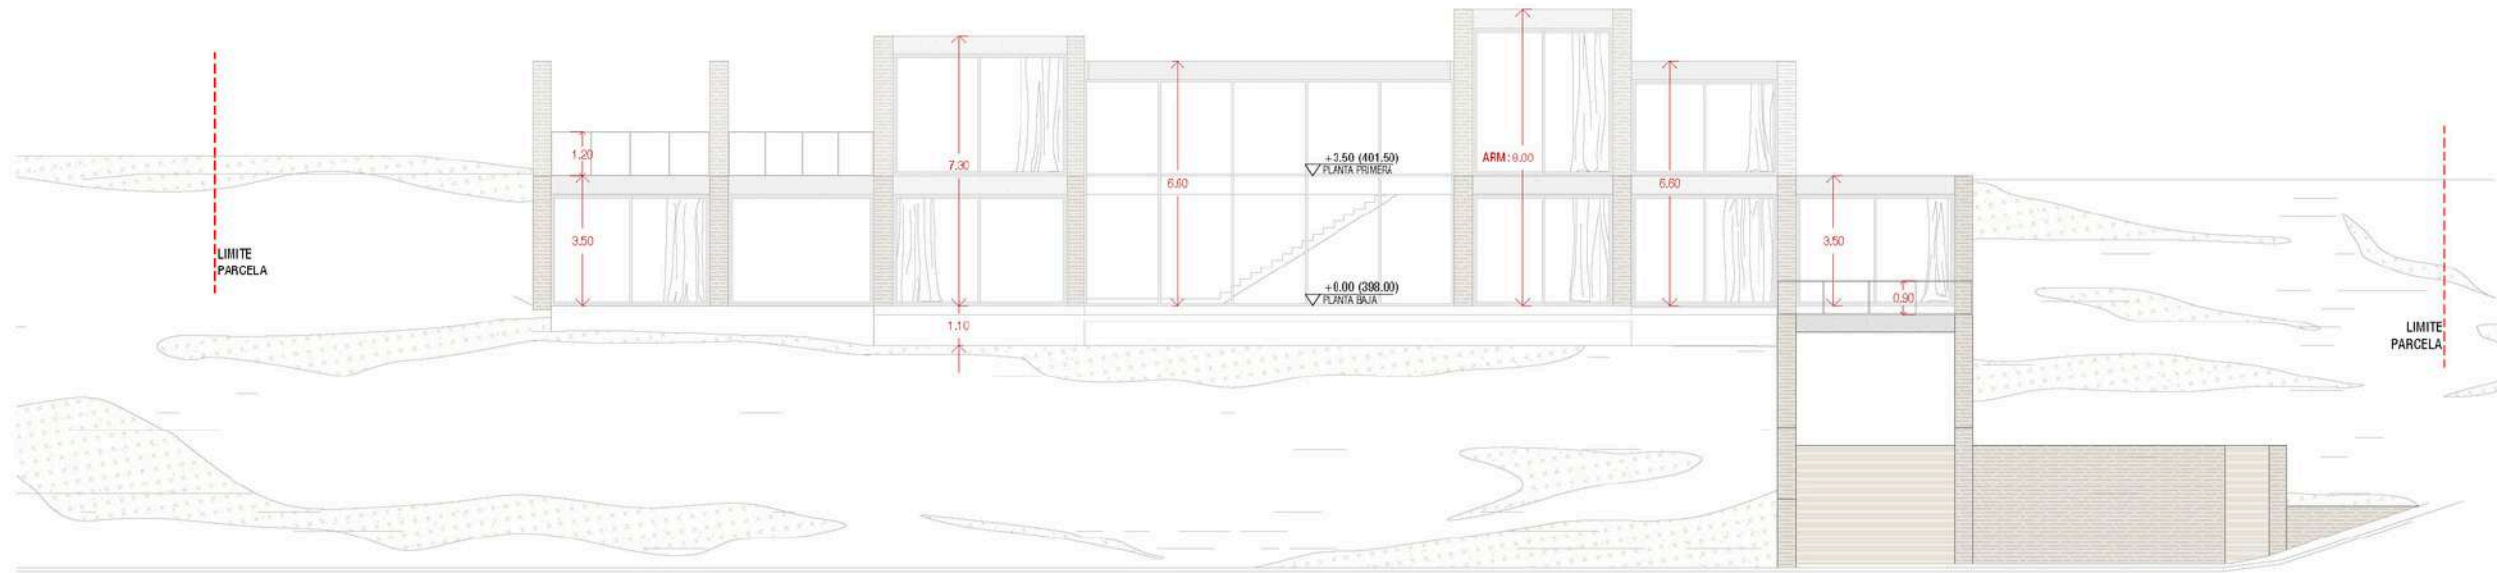 1,20
7.30
+3.50 (401.50)
PLANTA PRIMERA
ARM: 8.00
6.60
6.60
3.50
3.50
LIMITE
PARCELA
+0.00 (398.00)
PLANTA BAJA
0.90
1.10
LIMITE
PARCELA